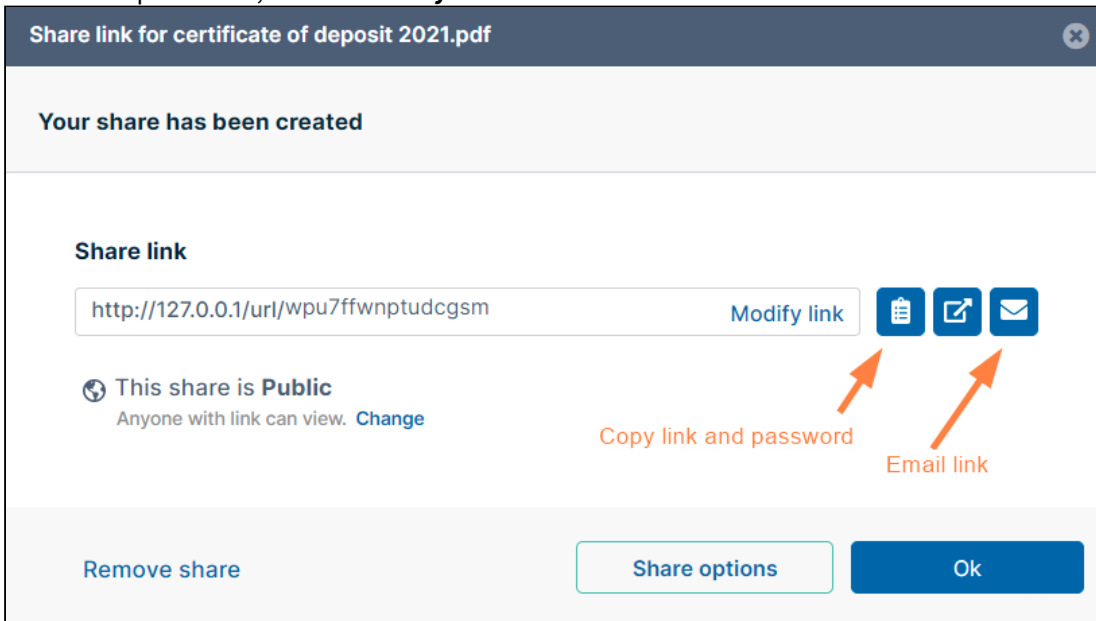 Share link for certificate of deposit 2021.pdf
Your share has been created
Share link
http://127.0.0.1/url/wpu7ffwnptudcgsm
Modify link
This share is Public
Anyone with link can view. Change
Copy link and password
Email link
Remove share
Share options
Ok